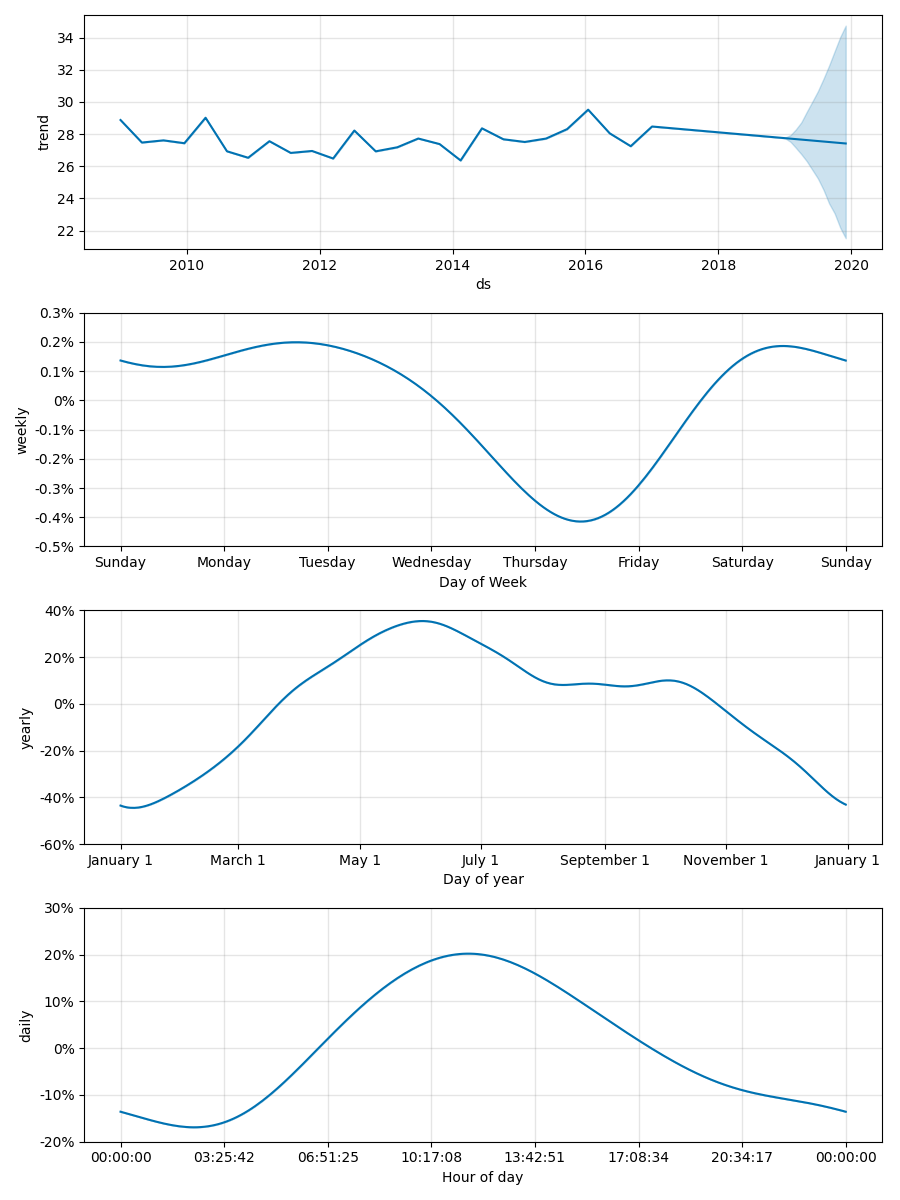 34
32
30
28
26
24
22
trend
2010 2012 2014 2016 2018 2020
ds
0.3%
0.2%
0.1%
0%
-0.1%
-0.2%
-0.3%
-0.4%
-0.5%
weekly
Sunday Monday Tuesday Wednesday Thursday Friday Saturday Sunday
Day of Week
40%
20%
0%
-20%
-40%
-60%
yearly
January 1 March 1 May 1 July 1 September 1 November 1 January 1
Day of year
30%
20%
10%
0%
-10%
-20%
daily
00:00:00 03:25:42 06:51:25 10:17:08 13:42:51 17:08:34 20:34:17 00:00:00
Hour of day